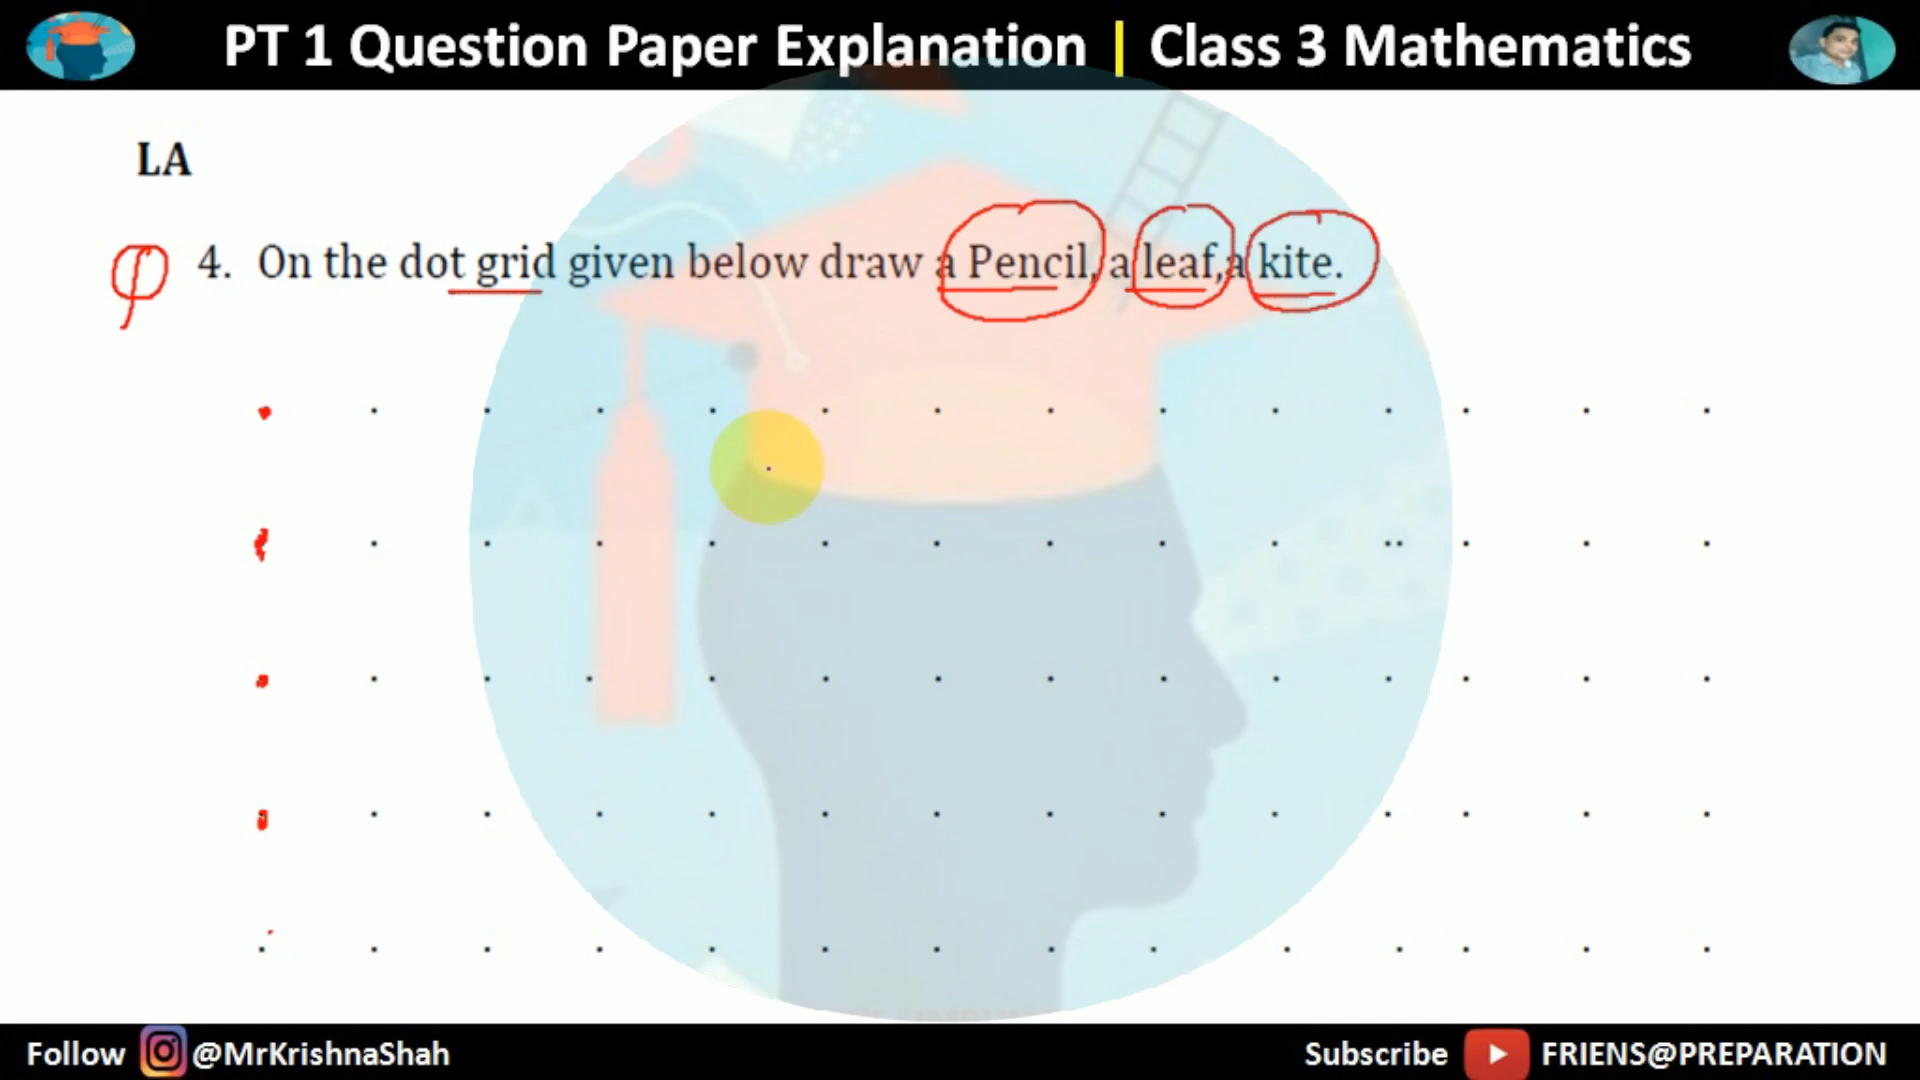 PT 1 Question Paper Explanation | Class 3 Mathematics
LA
4. On the dot grid given below draw a Pencil, a leaf,a kite.
Follow @MrKrishnaShah
Subscribe FRIENS@PREPARATION